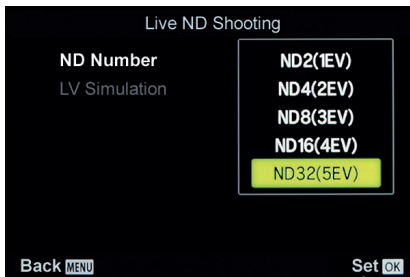 Live ND Shooting
ND Number
LV Simulation
ND2(1EV)
ND4(2EV)
ND8(3EV)
ND16(4EV)
ND32(5EV)
Back MENU
Set OK